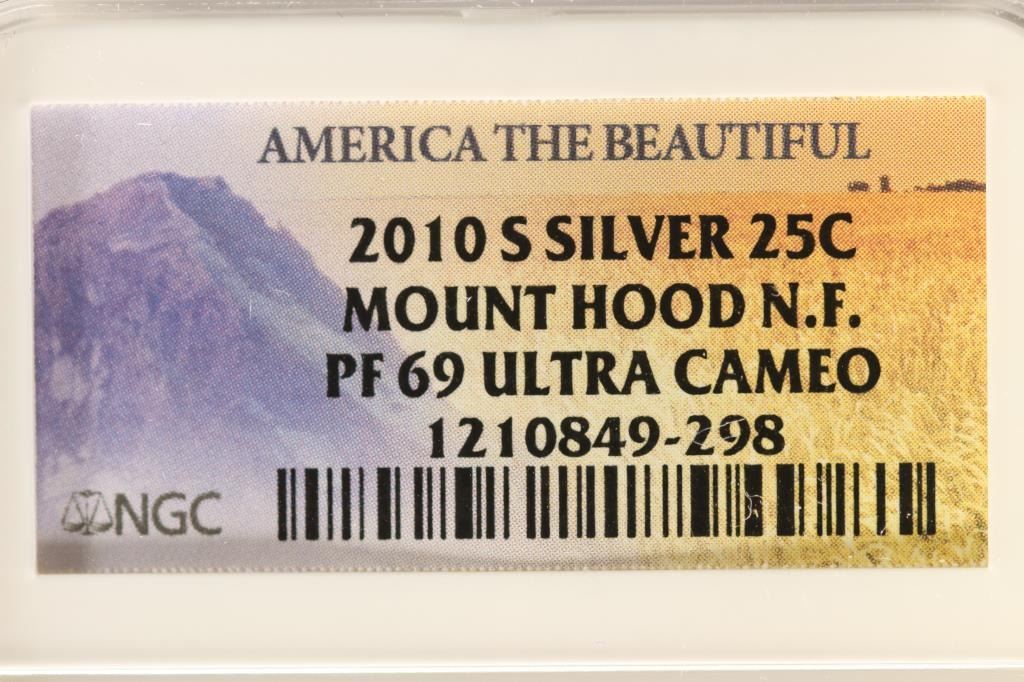 AMERICA THE BEAUTIFUL
2010 S SILVER 25C
MOUNT HOOD N.F.
PF 69 ULTRA CAMEO
1210849-298
NGC